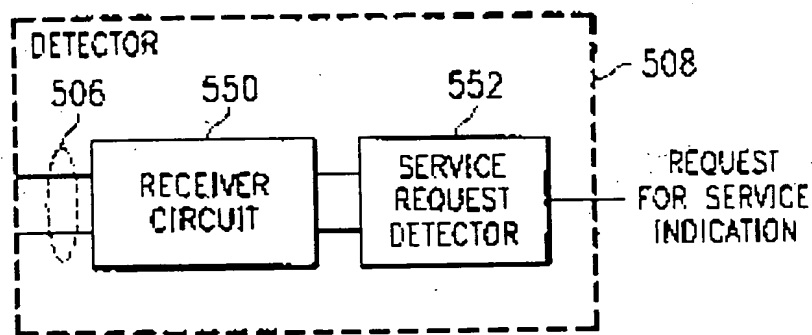 DETECTOR
508
506
550
552
RECEIVER
CIRCUIT
SERVICE
REQUEST
DETECTOR
REQUEST
FOR SERVICE
INDICATION